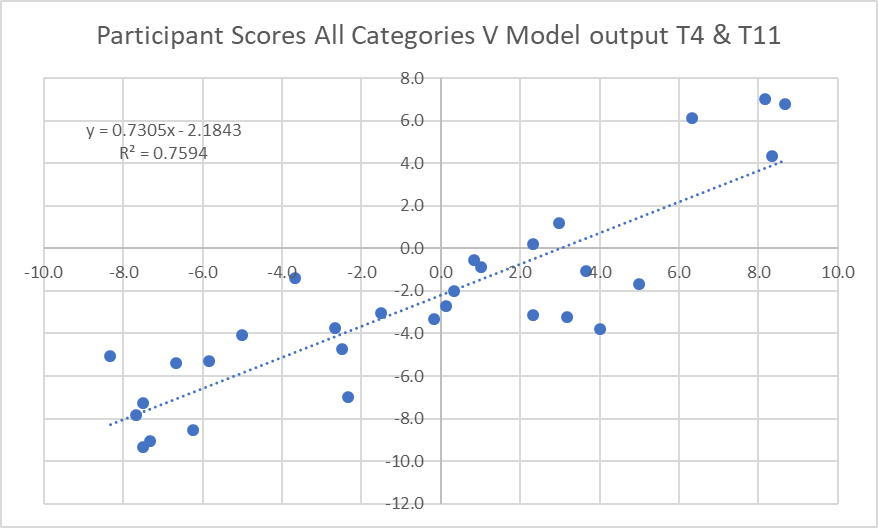 Participant Scores All Categories V Model output T4 & T11
8.0
y = 0.7305x - 2.1843
6.0
R² = 0.7594
4.0
2.0
0.0
-10.0 -8.0 -6.0 -4.0 -2.0 0.0 2.0 4.0 6.0 8.0 10.0
-2.0
-4.0
-6.0
-8.0
-10.0
-12.0